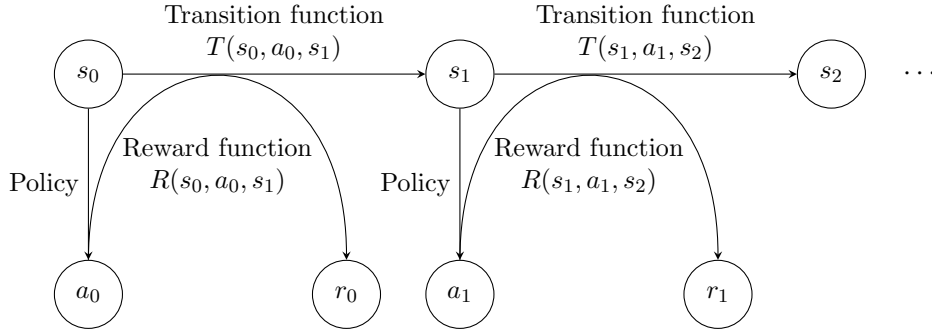 Transition function
T(s₀, a₀, s₁)
Transition function
T(s₁, a₁, s₂)
s₀
s₁
s₂
⋯
Reward function
R(s₀, a₀, s₁)
Reward function
R(s₁, a₁, s₂)
Policy
Policy
a₀
r₀
a₁
r₁